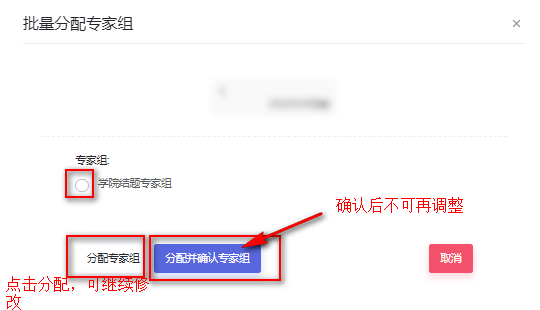 批量分配专家组 ×
专家组:
学院结题专家组
确认后不可再调整
分配专家组 分配并确认专家组 取消
点击分配，可继续修
改